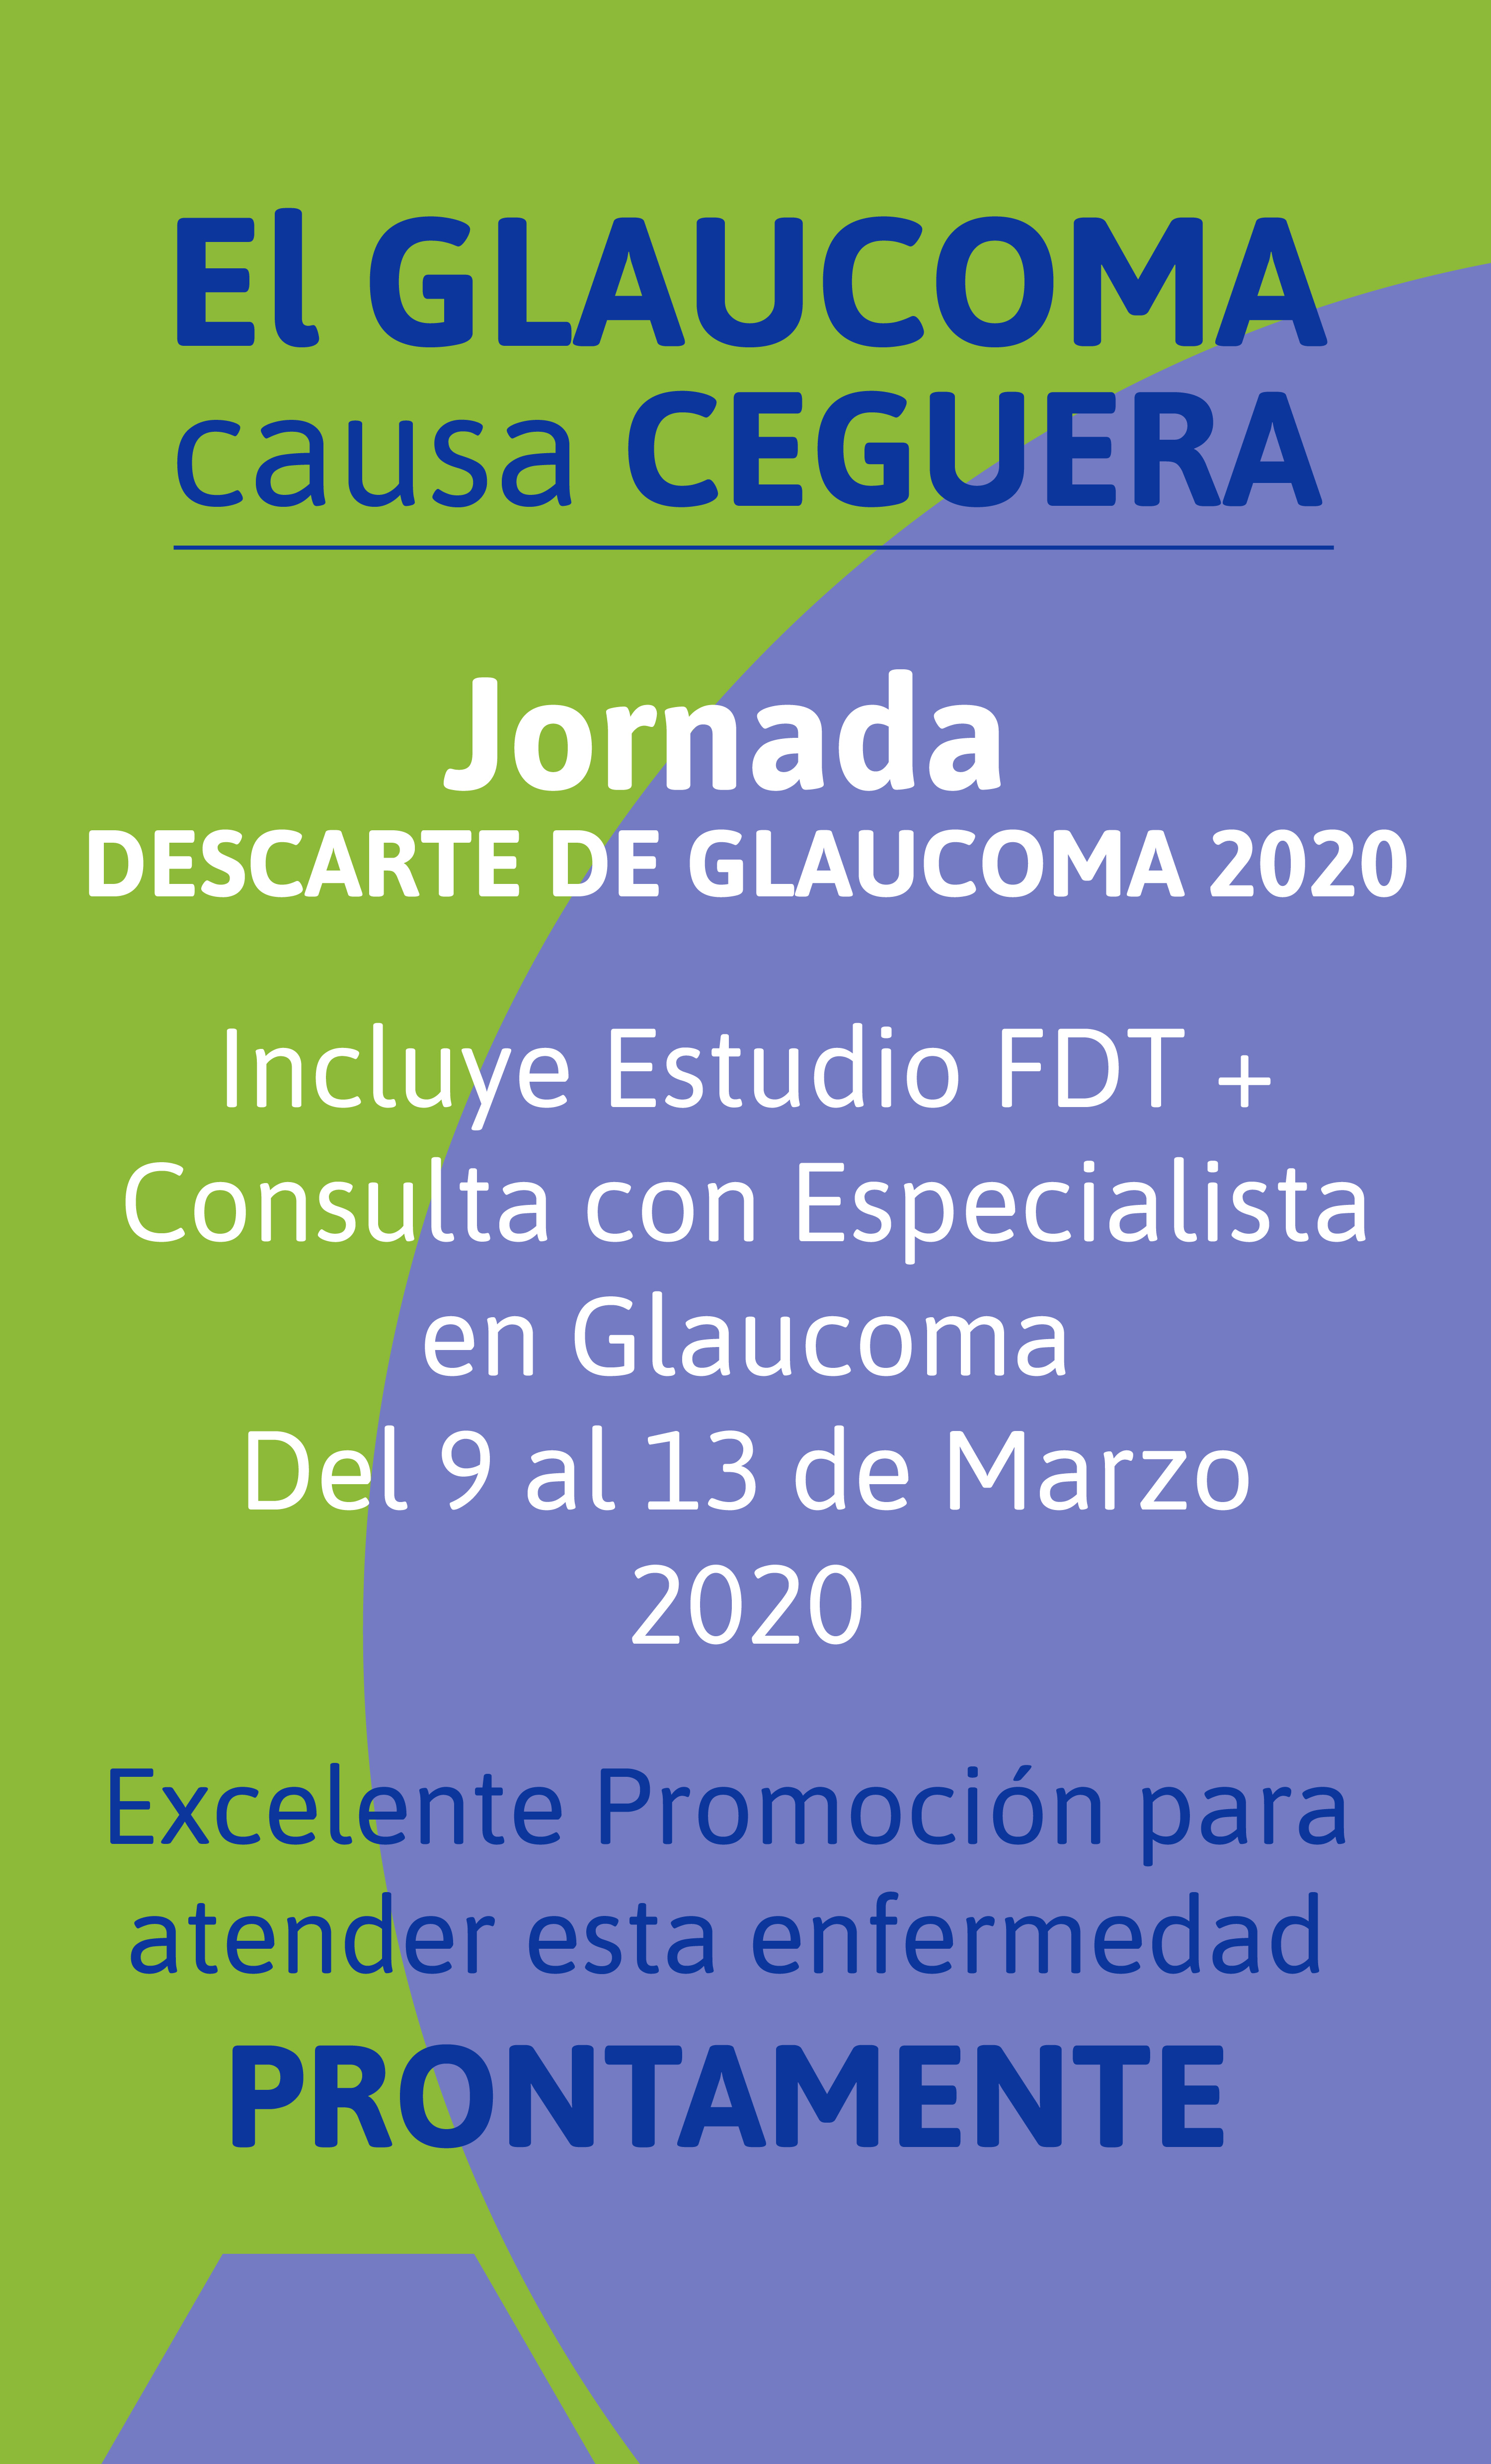 El GLAUCOMA
causa CEGUERA
Jornada
DESCARTE DE GLAUCOMA 2020
Incluye Estudio FDT +
Consulta con Especialista
en Glaucoma
Del 9 al 13 de Marzo
2020
Excelente Promoción para
atender esta enfermedad
PRONTAMENTE